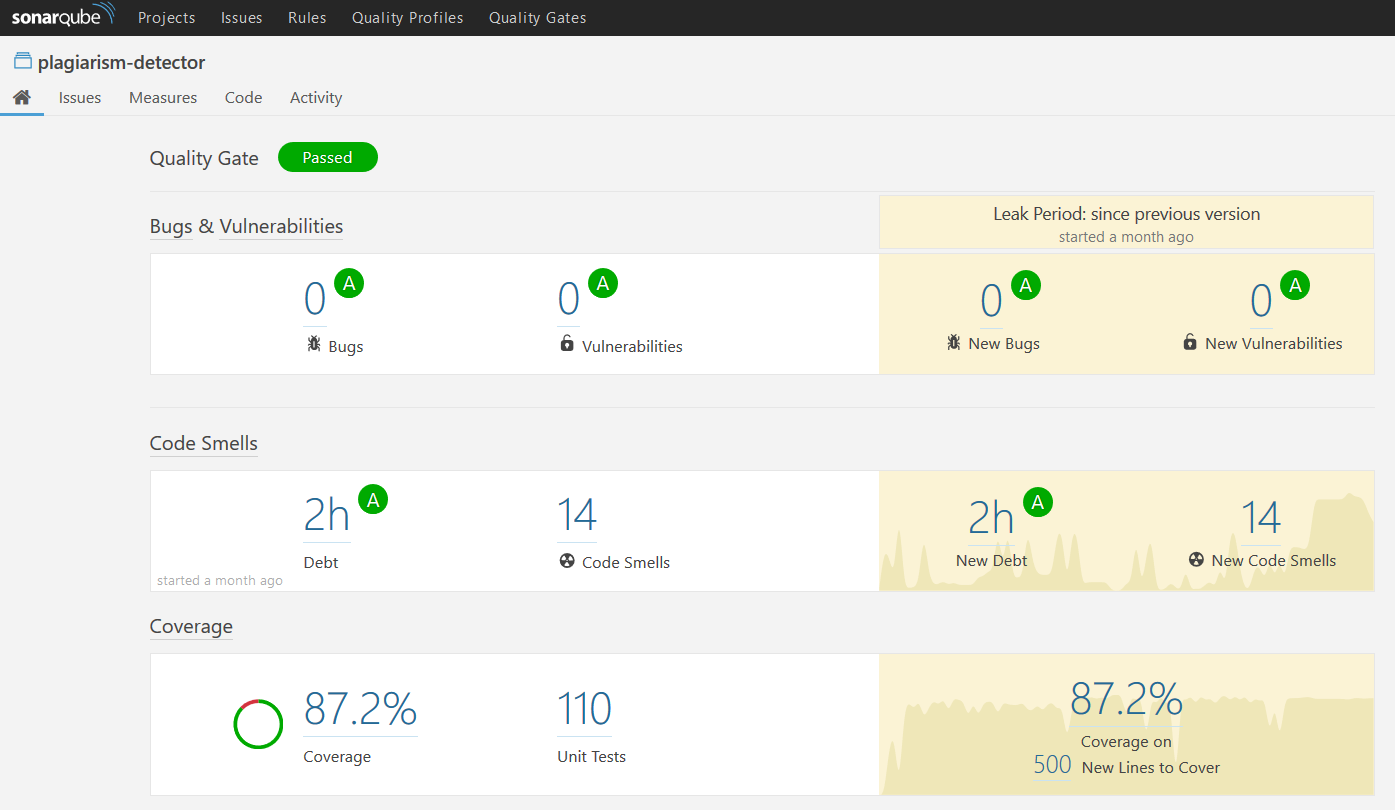 sonarqube Projects Issues Rules Quality Profiles Quality Gates
plagiarism-detector
Issues Measures Code Activity
Quality Gate Passed
Leak Period: since previous version
started a month ago
Bugs & Vulnerabilities
0 A 0 A 0 A 0 A
Bugs Vulnerabilities New Bugs New Vulnerabilities
Code Smells
2h A 14 2h A 14
Debt Code Smells New Debt New Code Smells
started a month ago
Coverage
87.2% 110 87.2%
Coverage Unit Tests Coverage on
500 New Lines to Cover